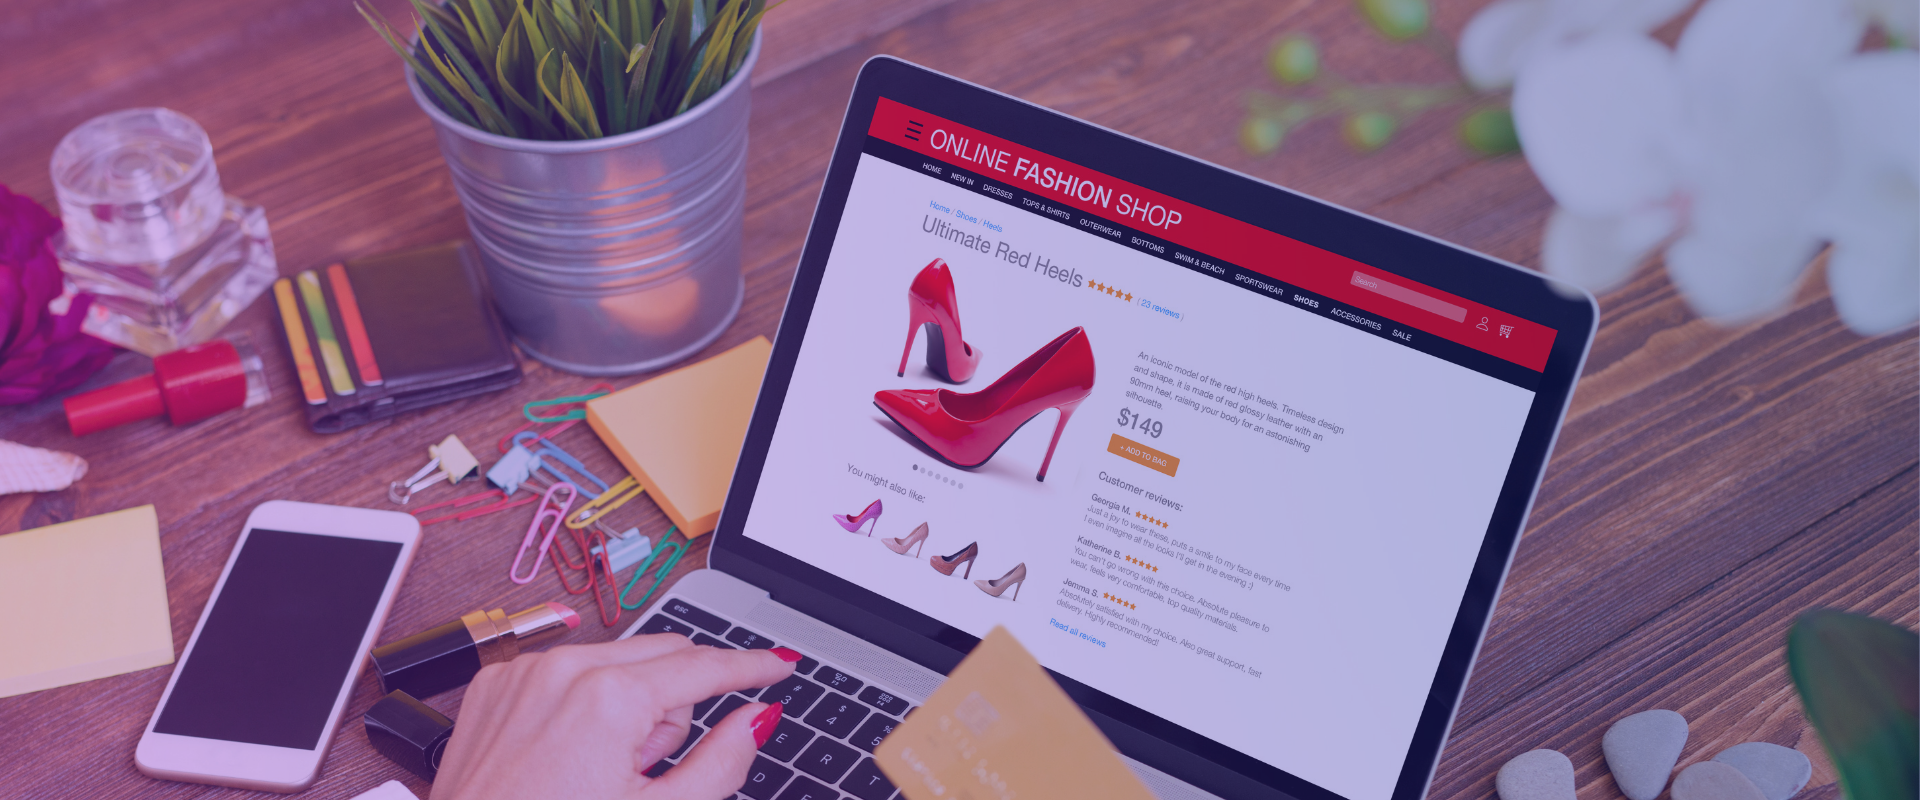 ONLINE FASHION SHOP
HOME NEW IN DRESSES TOPS & SHIRTS OUTERWEAR BOTTOMS SWIM & BEACH SPORTSWEAR SHOES ACCESSORIES SALE
Search
Home / Shoes / Heels
Ultimate Red Heels
( 23 reviews )
An iconic model of the red high heels. Timeless design
and shape, it is made of red glossy leather with an
90mm heel, raising your body for an astonishing
silhouette.
$149
+ ADD TO BAG
You might also like:
Customer reviews:
Georgia M.
Just a joy to wear these, puts a smile to my face every time
I even imagine all the looks I'll get in the evening :)
Katherine B.
You can't go wrong with this choice. Absolute pleasure to
wear, feels very comfortable, top quality materials.
Jemma S.
Absolutely satisfied with my choice. Also great support, fast
delivery. Highly recommended!
Read all reviews
esc
F1
F3
F4
#
3
$
4
%
5
E
R
T
D